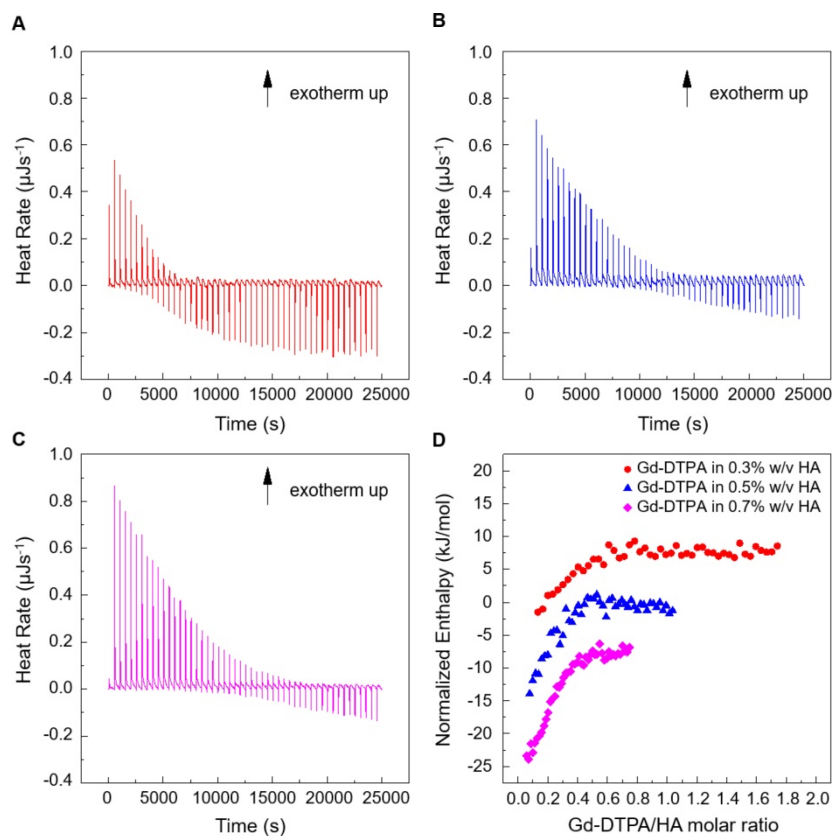 A
1.0
0.8
0.6
0.4
0.2
0.0
-0.2
-0.4
Heat Rate (µJs⁻¹)
exotherm up
0 5000 10000 15000 20000 25000
Time (s)
B
1.0
0.8
0.6
0.4
0.2
0.0
-0.2
-0.4
Heat Rate (µJs⁻¹)
exotherm up
0 5000 10000 15000 20000 25000
Time (s)
C
1.0
0.8
0.6
0.4
0.2
0.0
-0.2
-0.4
Heat Rate (µJs⁻¹)
exotherm up
0 5000 10000 15000 20000 25000
Time (s)
D
20
15
10
5
0
-5
-10
-15
-20
-25
Normalized Enthalpy (kJ/mol)
Gd-DTPA in 0.3% w/v HA
Gd-DTPA in 0.5% w/v HA
Gd-DTPA in 0.7% w/v HA
0.0 0.2 0.4 0.6 0.8 1.0 1.2 1.4 1.6 1.8 2.0
Gd-DTPA/HA molar ratio